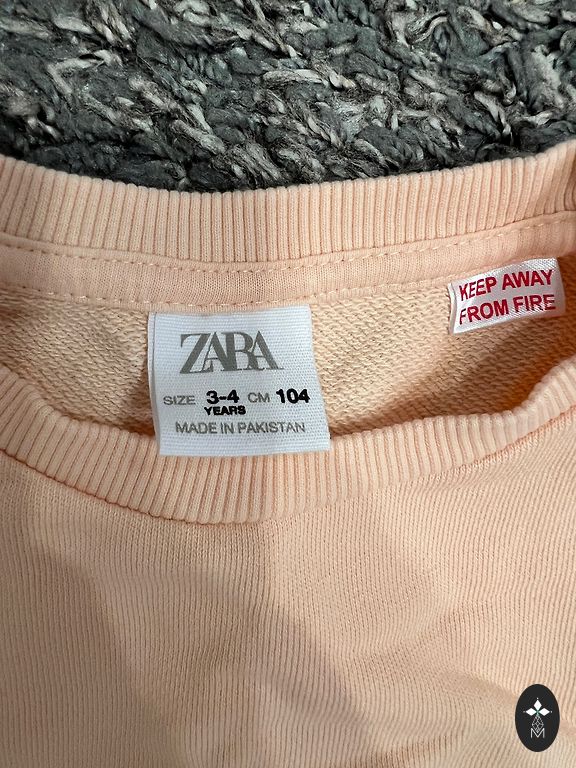 ZARA
SIZE 3-4 CM 104
YEARS
MADE IN PAKISTAN
KEEP AWAY
FROM FIRE
M